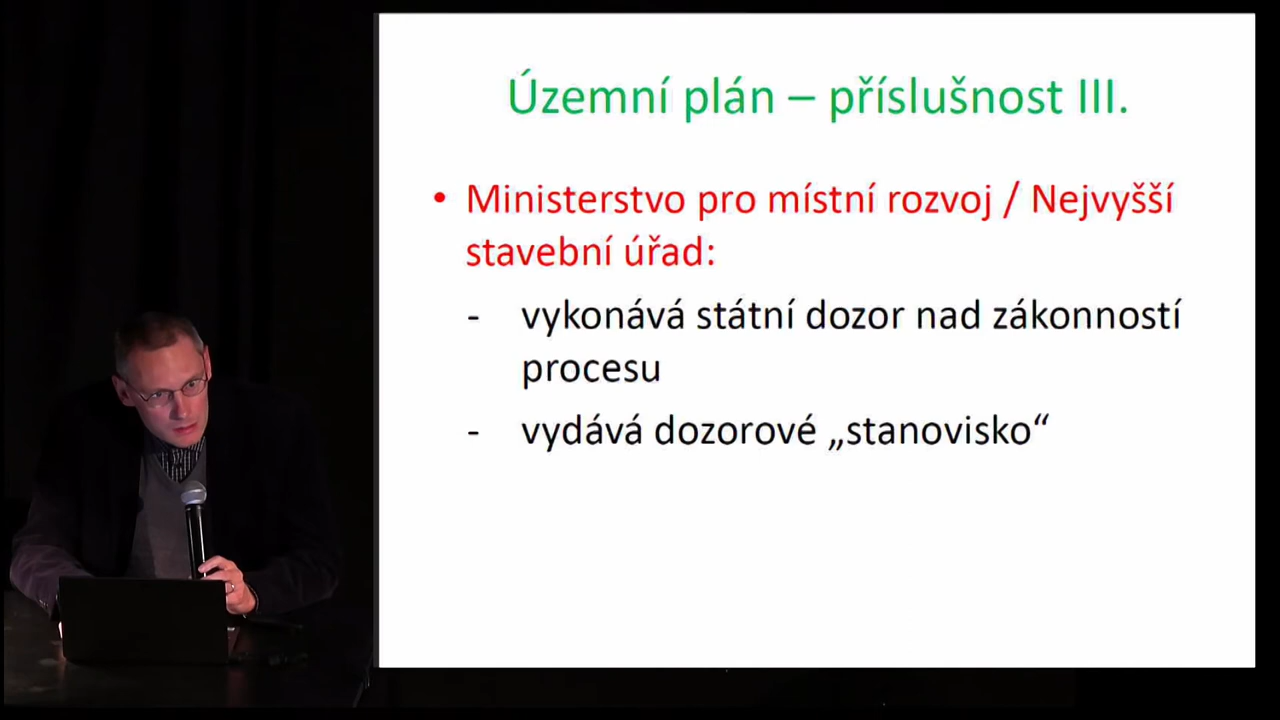 Územní plán – příslušnost III.
• Ministerstvo pro místní rozvoj / Nejvyšší
stavební úřad:
- vykonává státní dozor nad zákonností
procesu
- vydává dozorové „stanovisko“